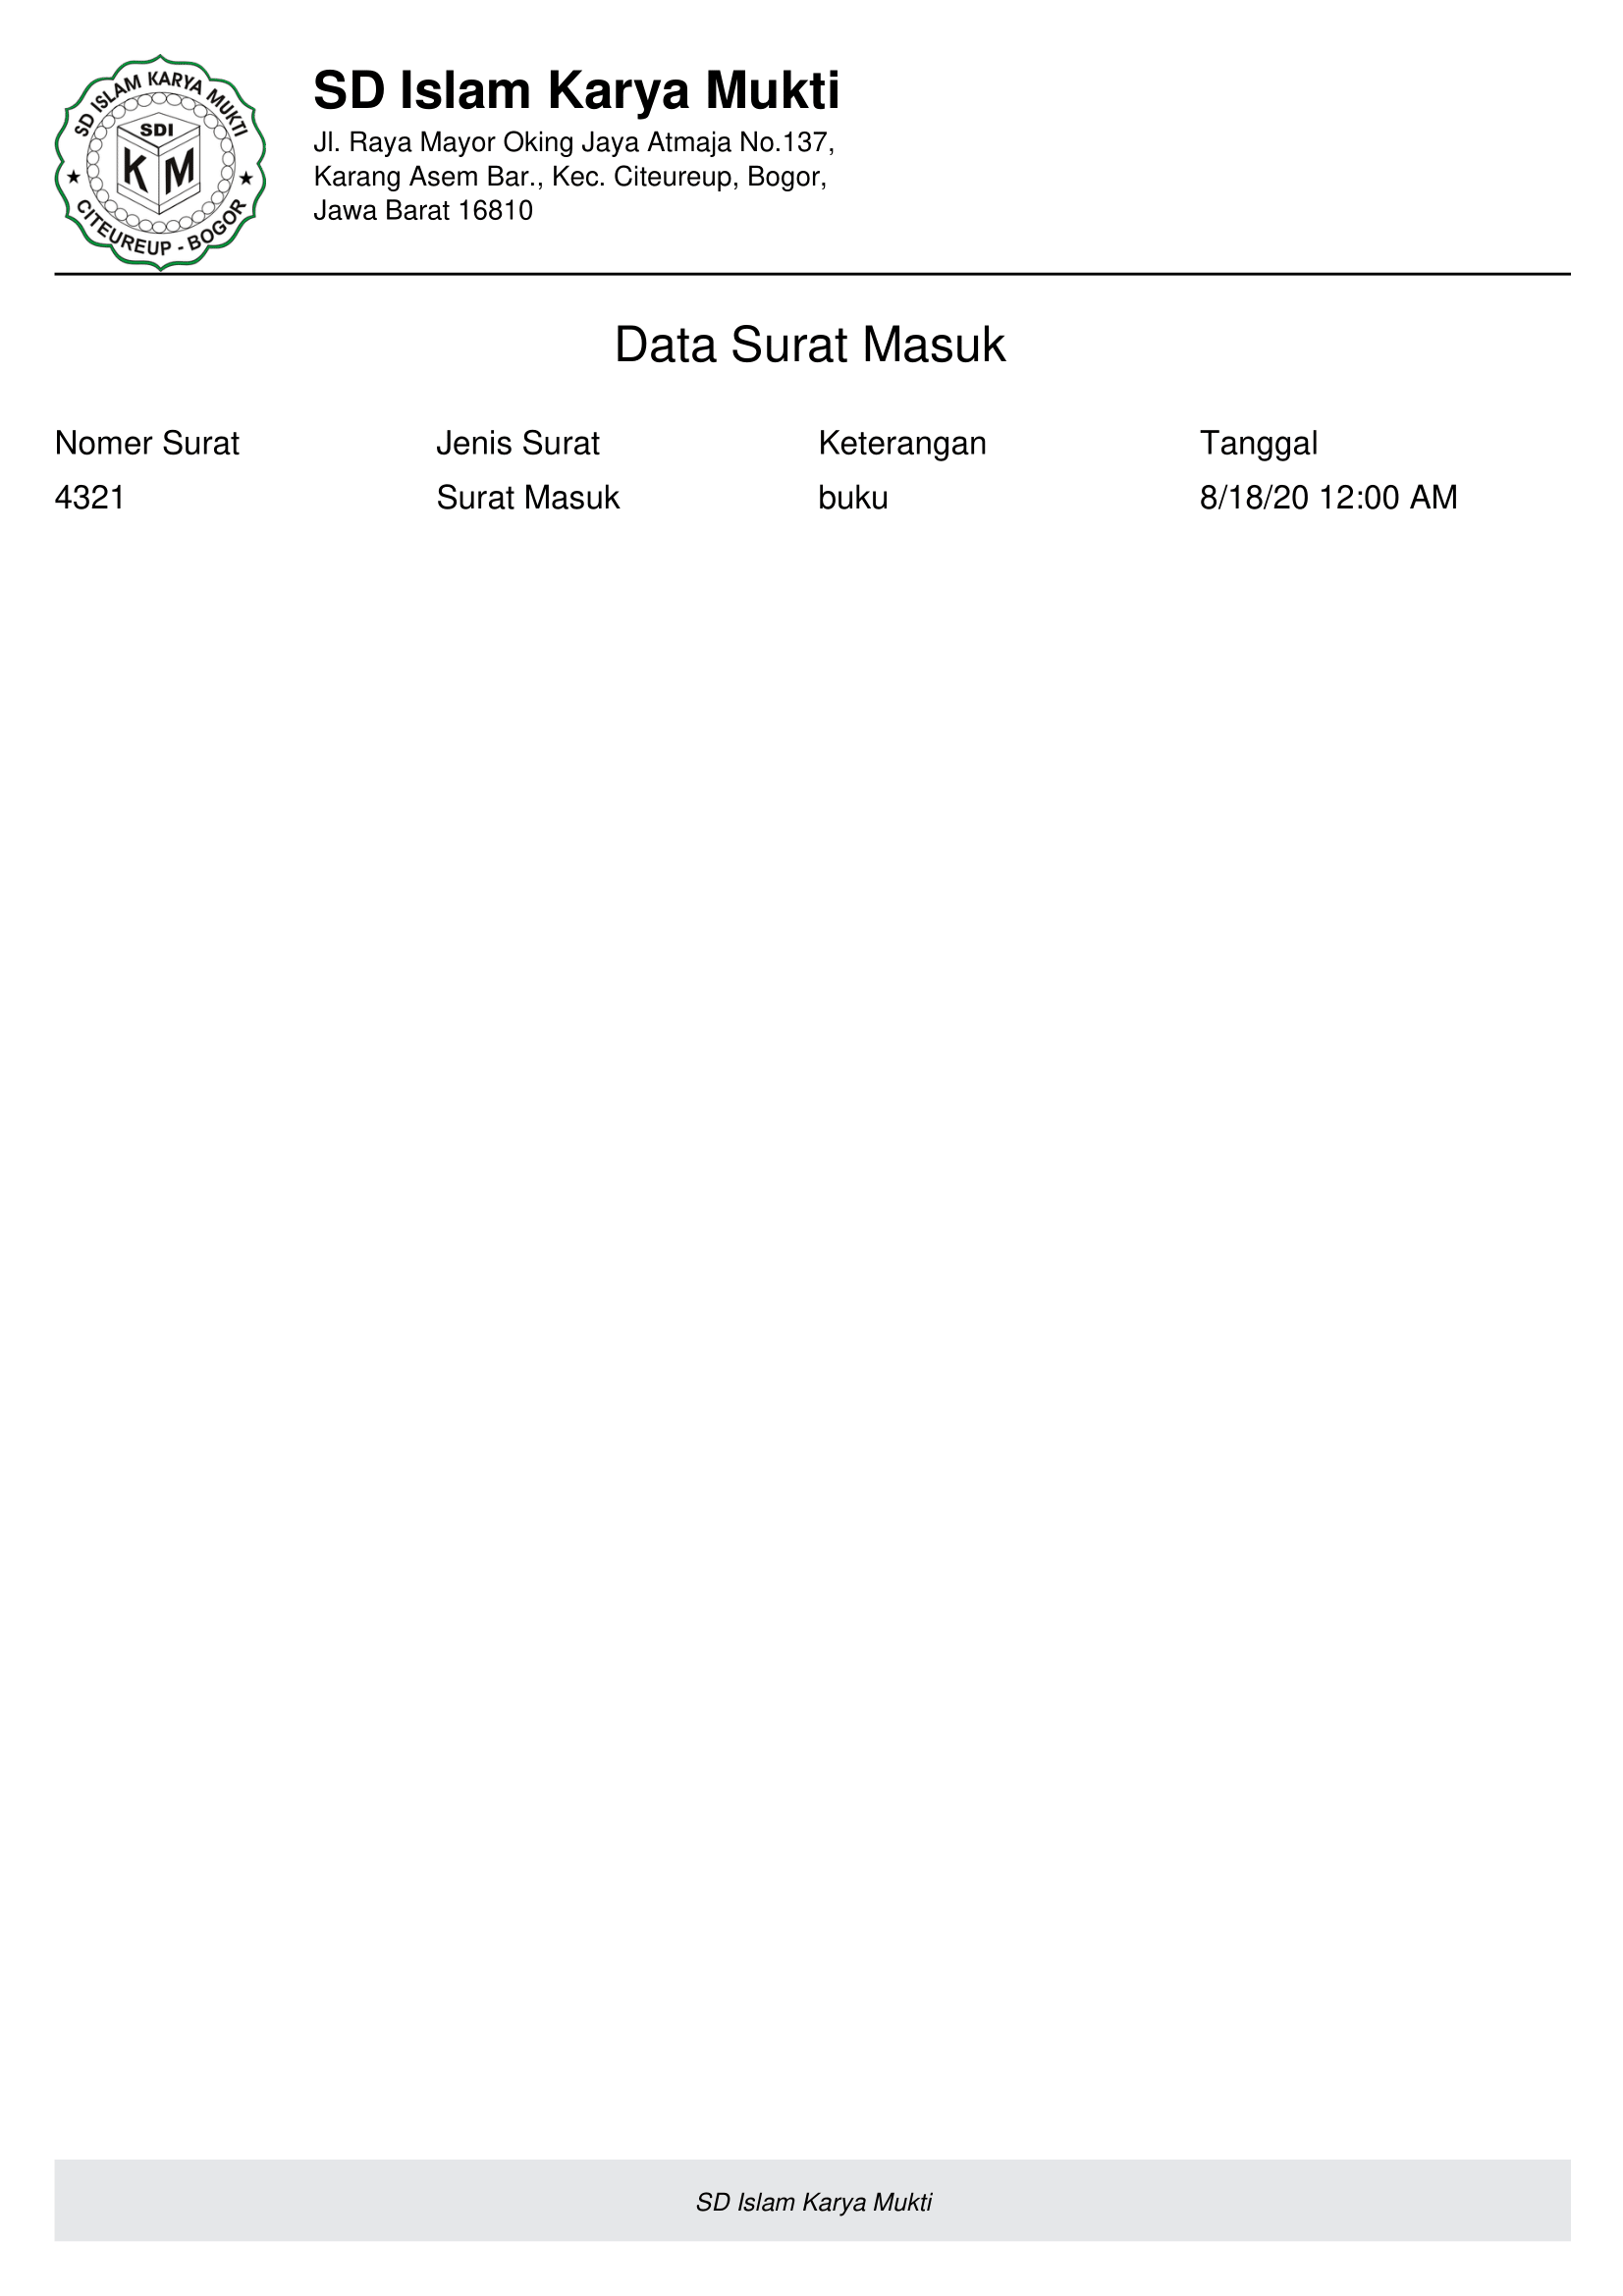 SD ISLAM KARYA MUKTI
SDI
K M
★ ★
CITEUREUP - BOGOR
SD Islam Karya Mukti
Jl. Raya Mayor Oking Jaya Atmaja No.137,
Karang Asem Bar., Kec. Citeureup, Bogor,
Jawa Barat 16810
Data Surat Masuk
Nomer Surat Jenis Surat Keterangan Tanggal
4321 Surat Masuk buku 8/18/20 12:00 AM
SD Islam Karya Mukti